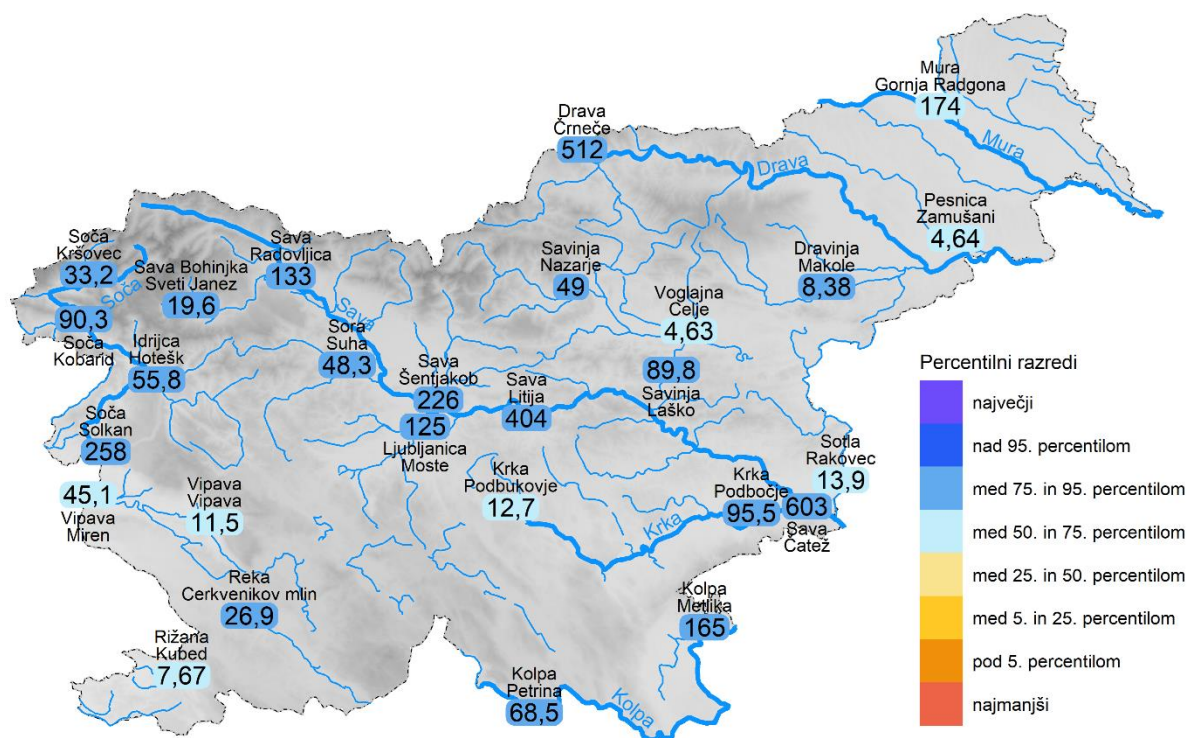 Mura
Gornja Radgona
174
Mura
Drava
Črneče
512
Drava
Pesnica
Zamušani
4,64
Soča
Kršovec
33,2
Soča
Sava Bohinjka
Sveti Janez
19,6
Sava
Radovljica
133
Sava
Savinja
Nazarje
49
Dravinja
Makole
8,38
Voglajna
Celje
4,63
90,3
Soča
Kobarid
Idrijca
Hotešk
55,8
Sora
Suha
48,3
Sava
Šentjakob
226
Sava
Litija
404
89,8
Savinja
Laško
125
Ljubljanica
Moste
Soča
Solkan
258
45,1
Vipava
Miren
Vipava
Vipava
11,5
Krka
Podbukovje
12,7
Krka
Krka
Podbočje
95,5
603
Sava
Čatež
Sotla
Rakovec
13,9
Reka
Cerkvenikov mlin
26,9
Kolpa
Metlika
165
Rižana
Kubed
7,67
Kolpa
Petrina
68,5
Kolpa
Percentilni razredi
največji
nad 95. percentilom
med 75. in 95. percentilom
med 50. in 75. percentilom
med 25. in 50. percentilom
med 5. in 25. percentilom
pod 5. percentilom
najmanjši